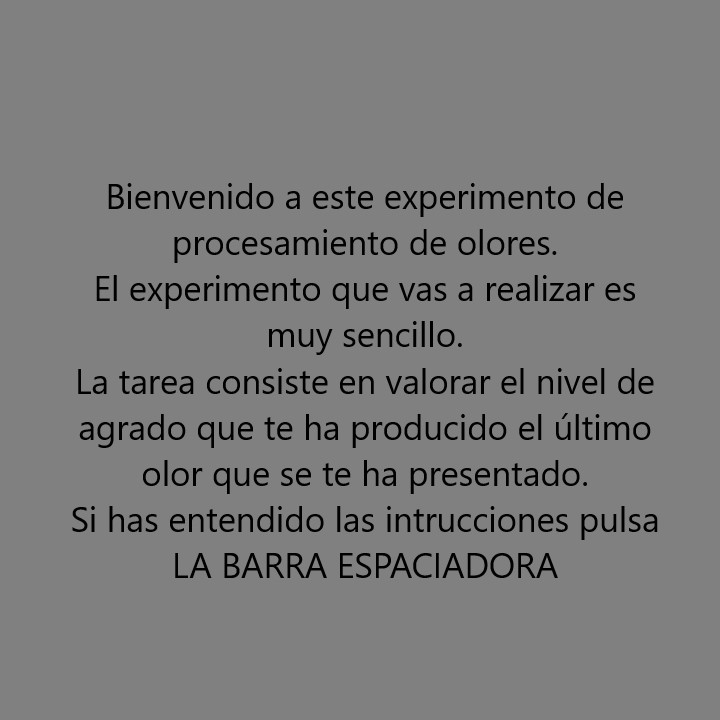 Bienvenido a este experimento de
procesamiento de olores.
El experimento que vas a realizar es
muy sencillo.
La tarea consiste en valorar el nivel de
agrado que te ha producido el último
olor que se te ha presentado.
Si has entendido las intrucciones pulsa
LA BARRA ESPACIADORA